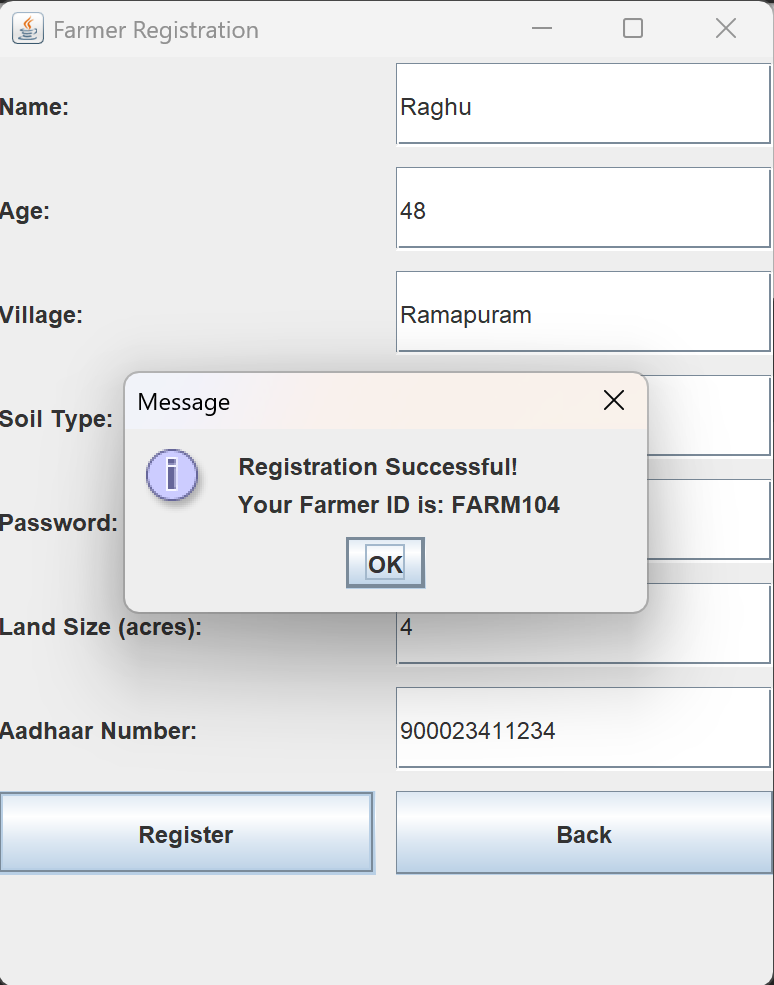 Farmer Registration
Name:
Raghu
Age:
48
Village:
Ramapuram
Soil Type:
Message
Registration Successful!
Your Farmer ID is: FARM104
OK
Password:
Land Size (acres):
4
Aadhaar Number:
900023411234
Register
Back